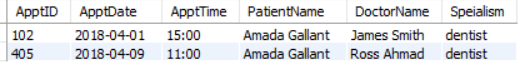 ApptID ApptDate ApptTime PatientName DoctorName Speialism
102 2018-04-01 15:00 Amada Gallant James Smith dentist
405 2018-04-09 11:00 Amada Gallant Ross Ahmad dentist